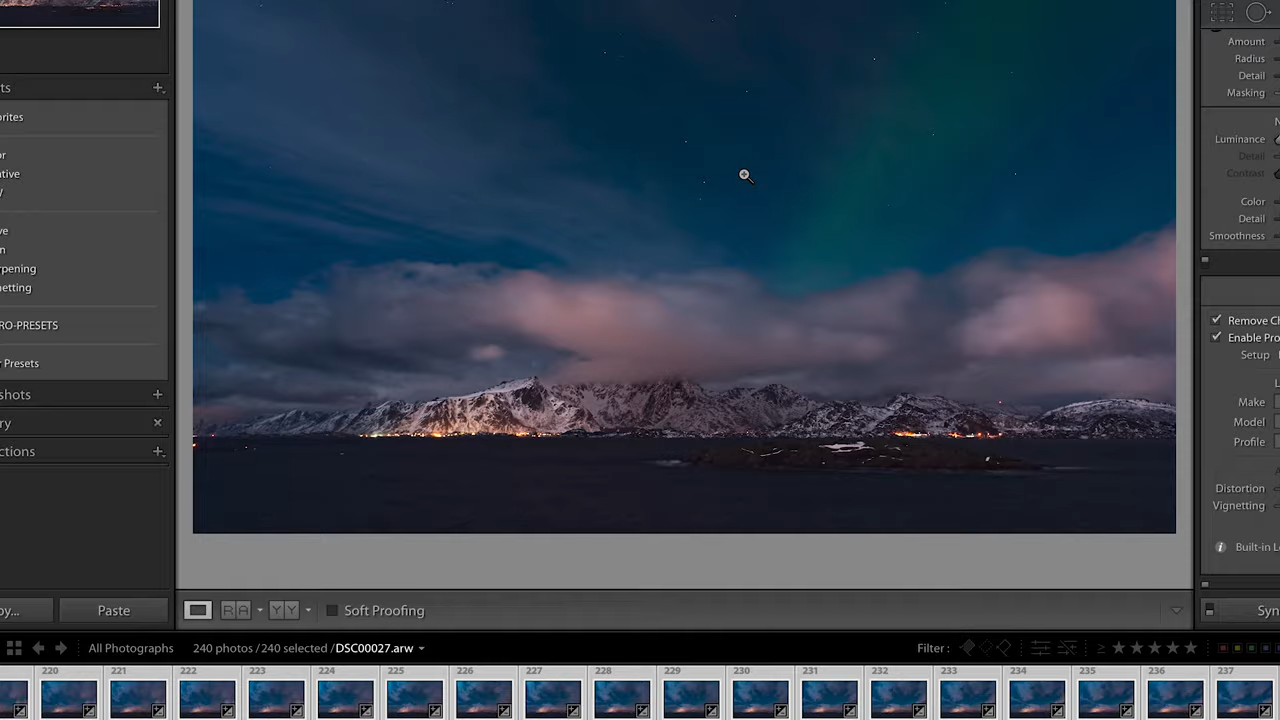 ts
orites
or
ative
W
ve
n
rpening
netting
RO-PRESETS
r Presets
shots
ry
ctions
py...
Paste
Soft Proofing
All Photographs
240 photos / 240 selected / DSC00027.arw
Filter :
Amount
Radius
Detail
Masking
N
Luminance
Detail
Contrast
Color
Detail
Smoothness
Remove Ch
Enable Pro
Setup
L
Make
Model
Profile
A
Distortion
Vignetting
Built-in L
Syn
220 221 222 223 224 225 226 227 228 229 230 231 232 233 234 235 236 237